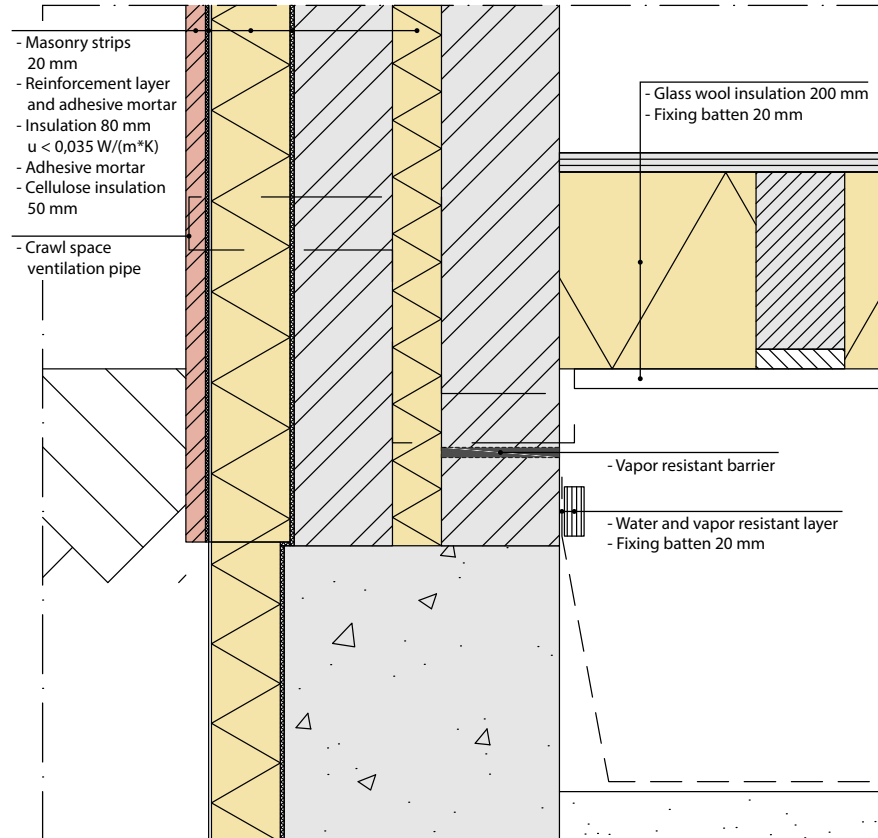 - Masonry strips
20 mm
- Reinforcement layer
and adhesive mortar
- Insulation 80 mm
u < 0,035 W/(m*K)
- Adhesive mortar
- Cellulose insulation
50 mm
- Crawl space
ventilation pipe
- Glass wool insulation 200 mm
- Fixing batten 20 mm
- Vapor resistant barrier
- Water and vapor resistant layer
- Fixing batten 20 mm